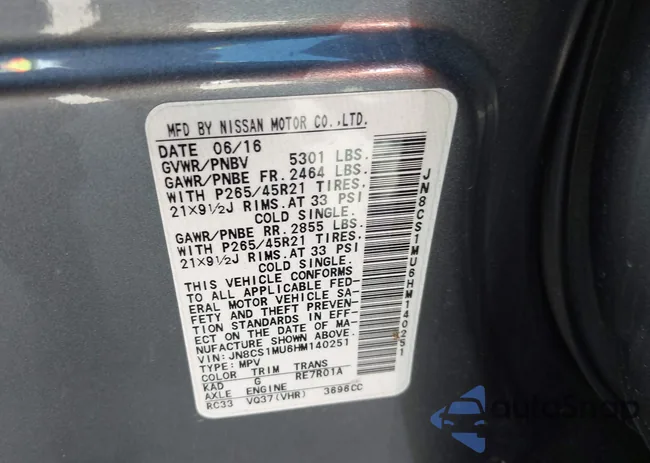 MFD BY NISSAN MOTOR CO.,LTD.
DATE 06/16
GVWR/PNBV 5301 LBS.
GAWR/PNBE FR. 2464 LBS.
WITH P265/45R21 TIRES.
21X9½J RIMS.AT 33 PSI
COLD SINGLE.
GAWR/PNBE RR. 2855 LBS.
WITH P265/45R21 TIRES.
21X9½J RIMS.AT 33 PSI
COLD SINGLE.
THIS VEHICLE CONFORMS
TO ALL APPLICABLE FED-
ERAL MOTOR VEHICLE SA-
FETY AND THEFT PREVEN-
TION STANDARDS IN EFF-
ECT ON THE DATE OF MA-
NUFACTURE SHOWN ABOVE.
VIN: JN8CS1MU6HM140251
TYPE: MPV
COLOR TRIM TRANS
KAD G RE7R01A
AXLE ENGINE
RC33 VQ37(VHR) 3696CC
JN8CS1MU6HM140251
autoSnap